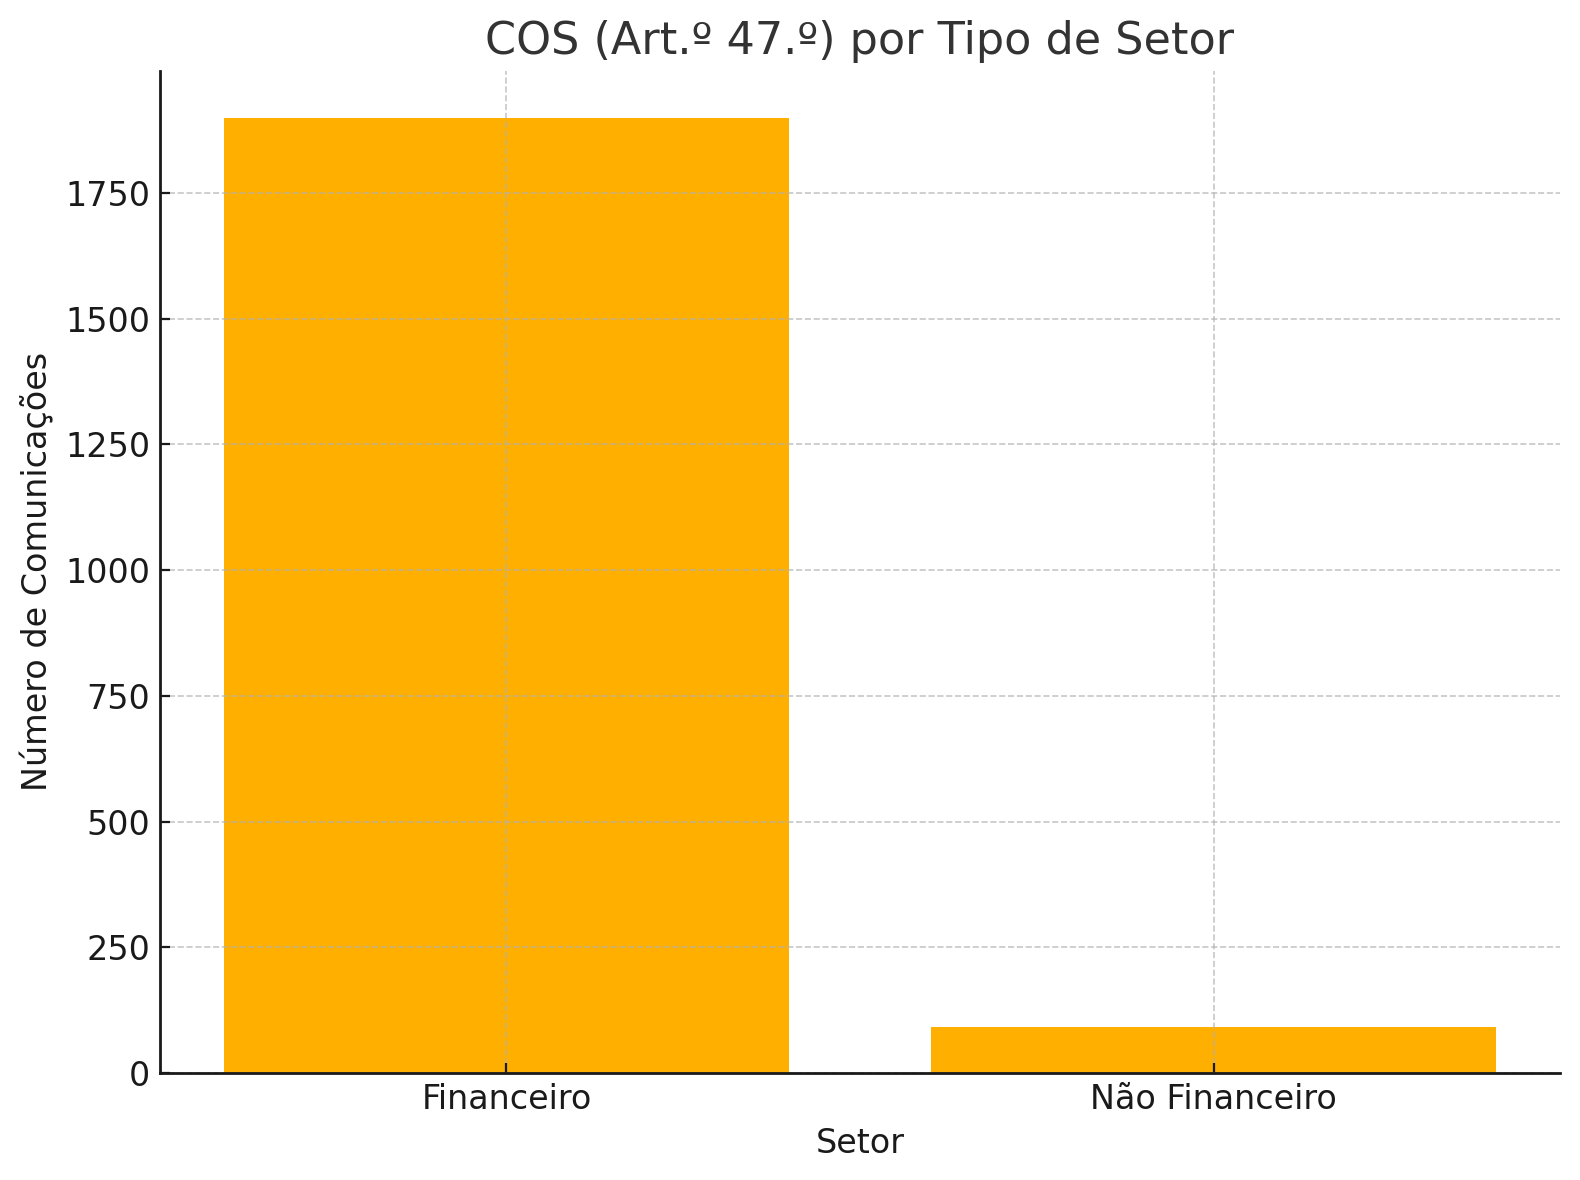 COS (Art.º 47.º) por Tipo de Setor
Número de Comunicações
1750
1500
1250
1000
750
500
250
0
Financeiro
Não Financeiro
Setor